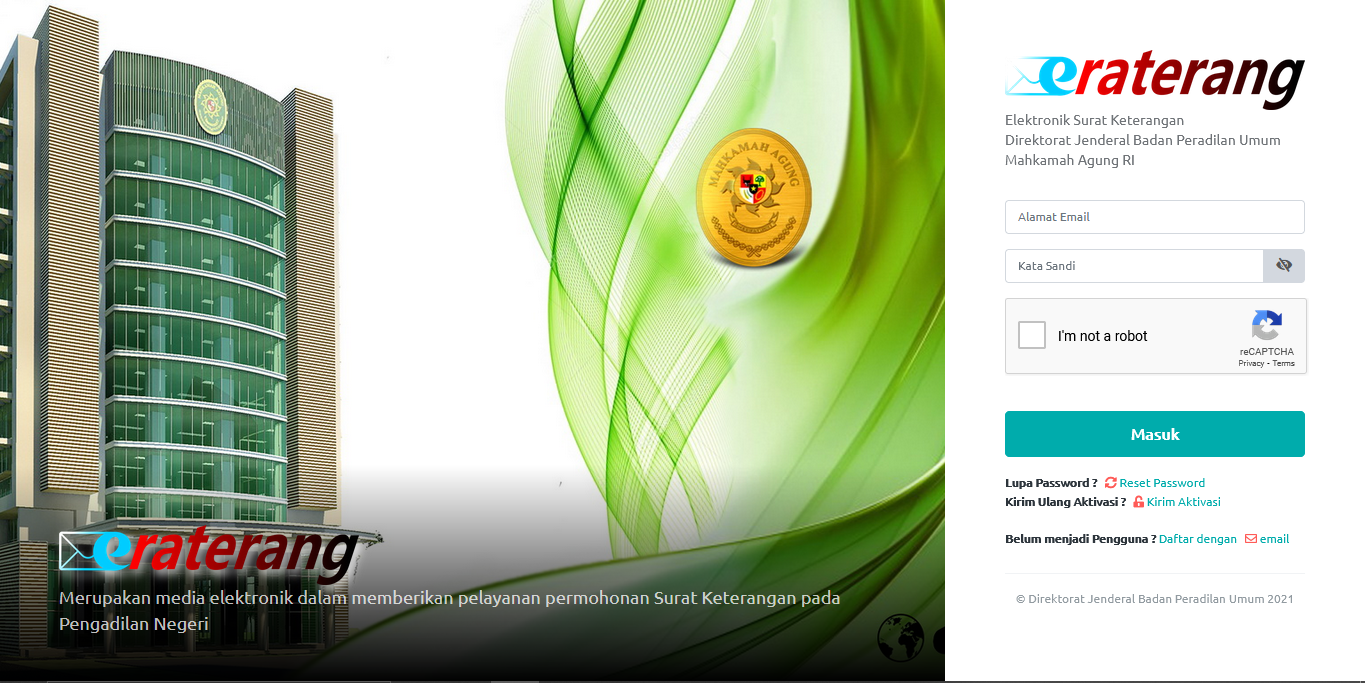 MAHKAMAH AGUNG
eraterang
Merupakan media elektronik dalam memberikan pelayanan permohonan Surat Keterangan pada
Pengadilan Negeri
eraterang
Elektronik Surat Keterangan
Direktorat Jenderal Badan Peradilan Umum
Mahkamah Agung RI
Alamat Email
Kata Sandi
I'm not a robot
reCAPTCHA
Privacy - Terms
Masuk
Lupa Password ? Reset Password
Kirim Ulang Aktivasi ? Kirim Aktivasi
Belum menjadi Pengguna ? Daftar dengan email
© Direktorat Jenderal Badan Peradilan Umum 2021